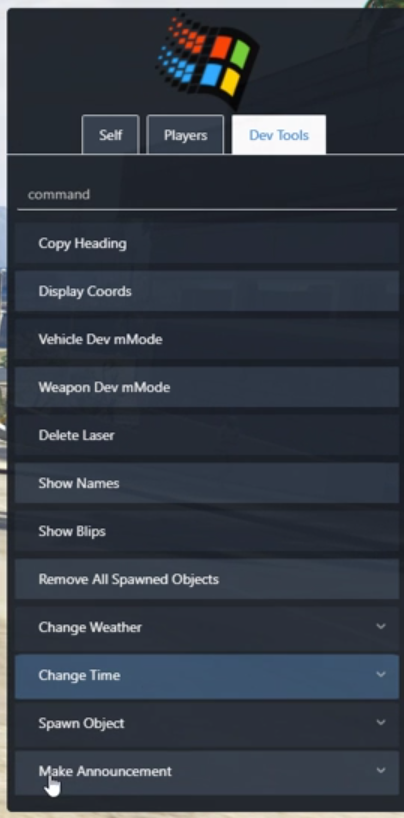 Self
Players
Dev Tools
command
Copy Heading
Display Coords
Vehicle Dev mMode
Weapon Dev mMode
Delete Laser
Show Names
Show Blips
Remove All Spawned Objects
Change Weather
Change Time
Spawn Object
Make Announcement